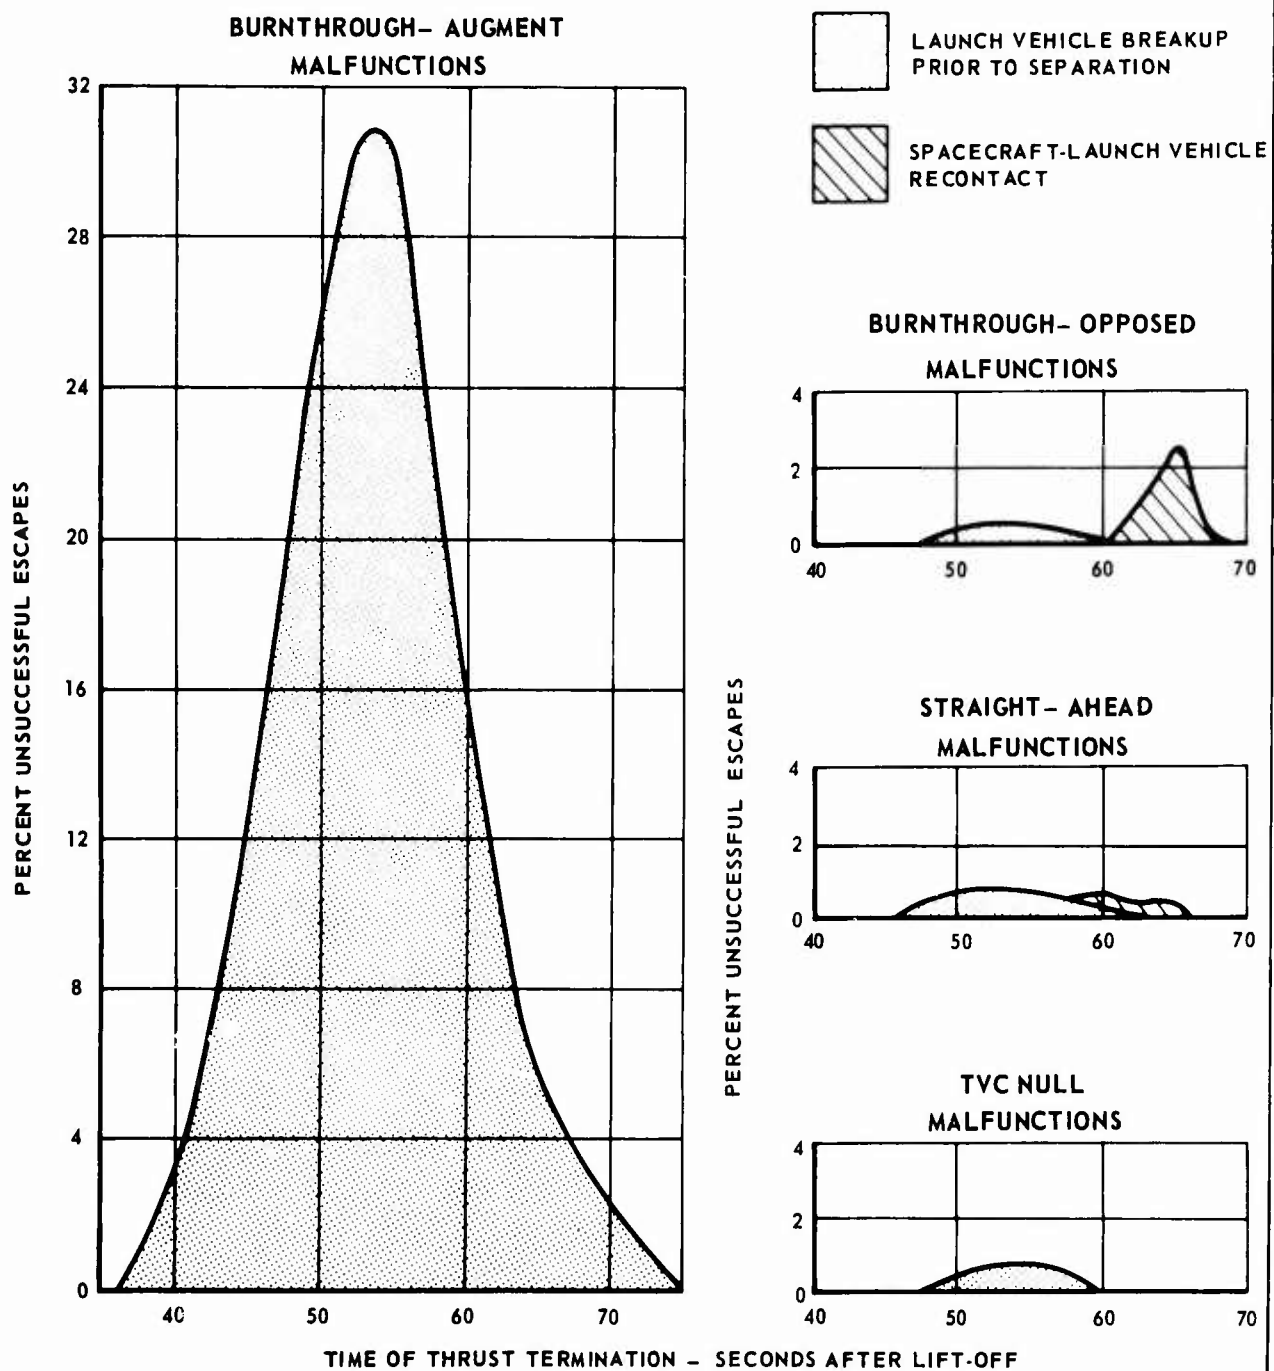 BURNTHROUGH– AUGMENT
MALFUNCTIONS
32
28
24
20
16
12
8
4
0
40
50
60
70
PERCENT UNSUCCESSFUL ESCAPES
LAUNCH VEHICLE BREAKUP
PRIOR TO SEPARATION
SPACECRAFT-LAUNCH VEHICLE
RECONTACT
BURNTHROUGH– OPPOSED
MALFUNCTIONS
4
2
0
40
50
60
70
PERCENT UNSUCCESSFUL ESCAPES
STRAIGHT– AHEAD
MALFUNCTIONS
4
2
0
40
50
60
70
TVC NULL
MALFUNCTIONS
4
2
0
40
50
60
70
TIME OF THRUST TERMINATION – SECONDS AFTER LIFT-OFF